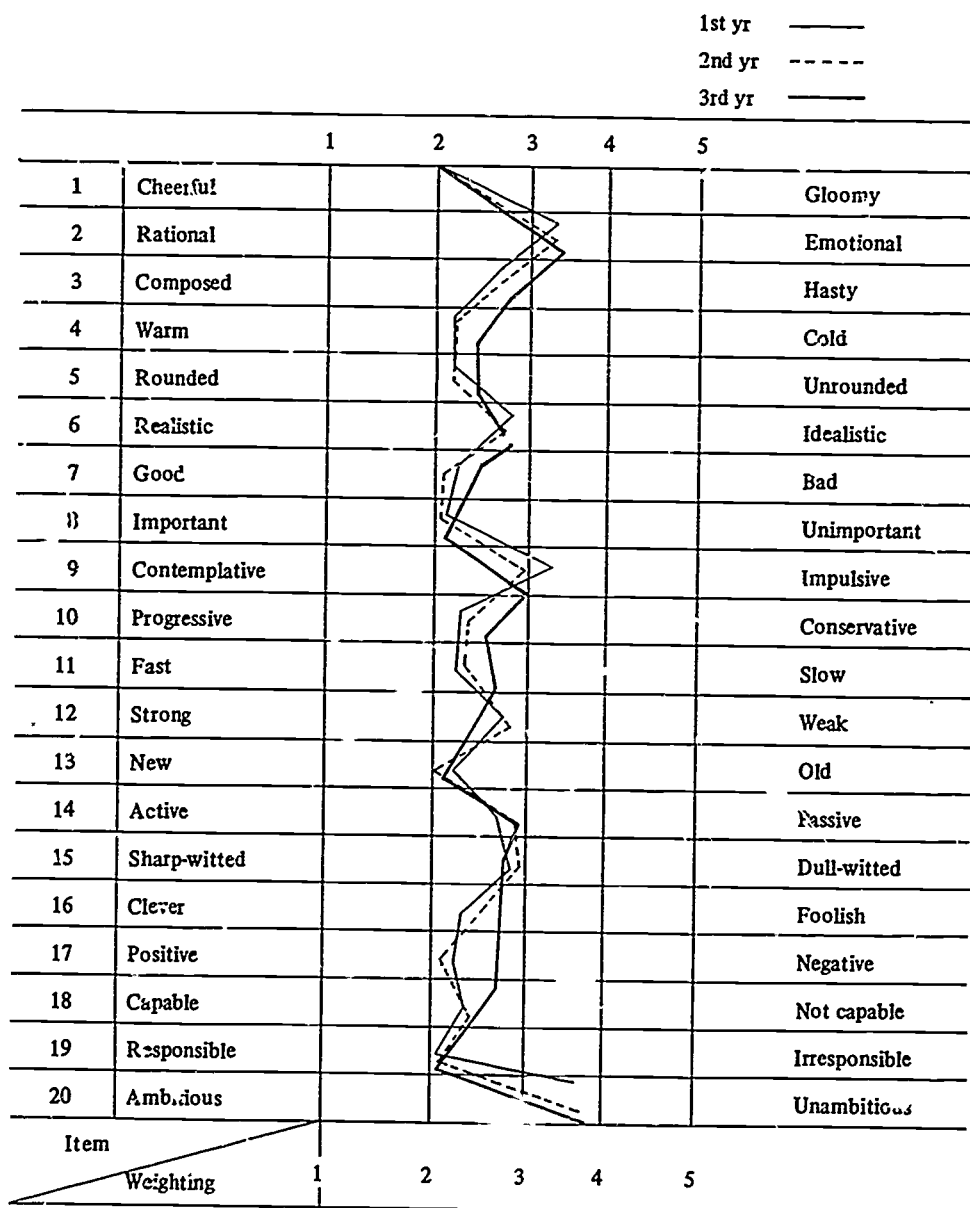 1st yr
2nd yr
3rd yr
1 2 3 4 5
1 Cheerful Gloomy
2 Rational Emotional
3 Composed Hasty
4 Warm Cold
5 Rounded Unrounded
6 Realistic Idealistic
7 Good Bad
8 Important Unimportant
9 Contemplative Impulsive
10 Progressive Conservative
11 Fast Slow
12 Strong Weak
13 New Old
14 Active Passive
15 Sharp-witted Dull-witted
16 Clever Foolish
17 Positive Negative
18 Capable Not capable
19 Responsible Irresponsible
20 Ambitious Unambitious
Item
Weighting 1 2 3 4 5